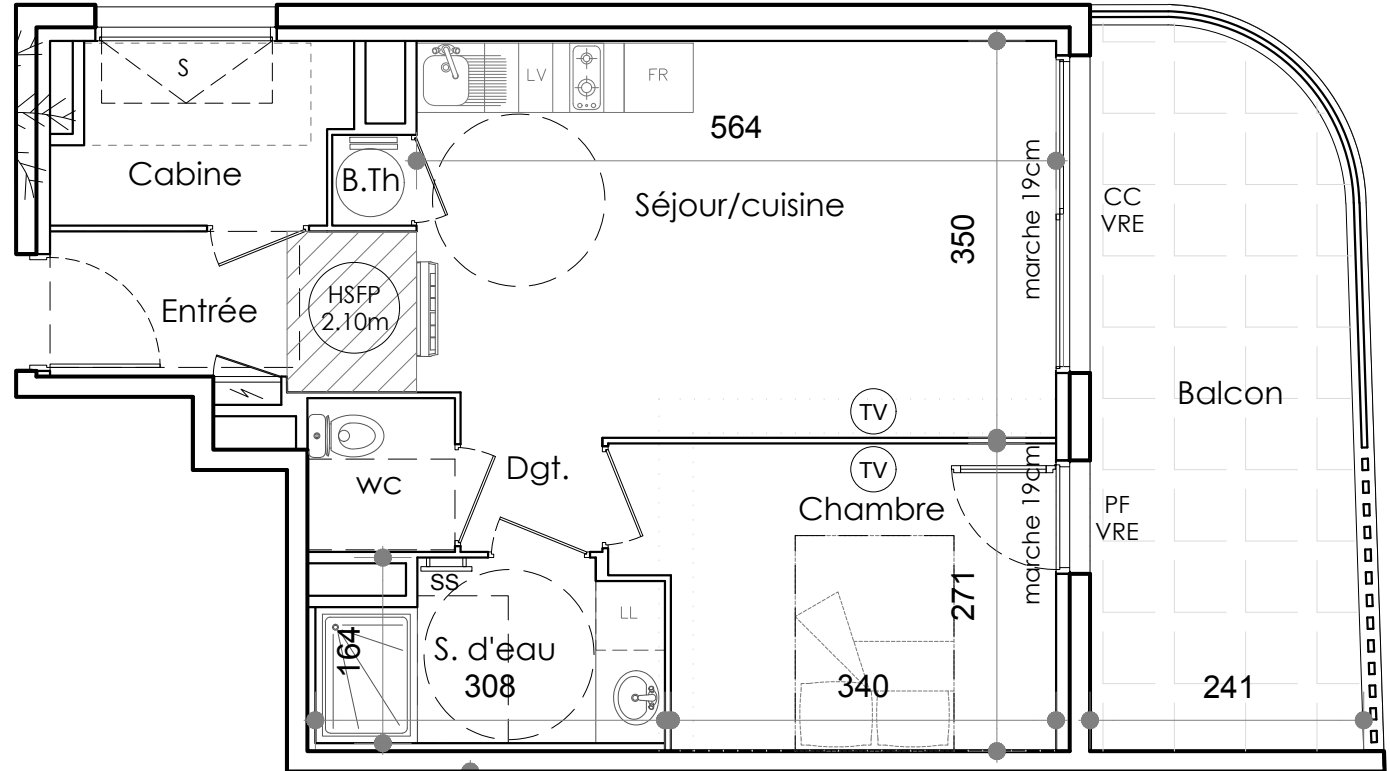 S
LV
FR
564
Cabine
B.Th
Séjour/cuisine
350
marche 19cm
CC
VRE
Entrée
HSFP
2.10m
Balcon
TV
TV
wc
Dgt.
Chambre
marche 19cm
PF
VRE
ss
271
LL
164
S. d'eau
308
340
241